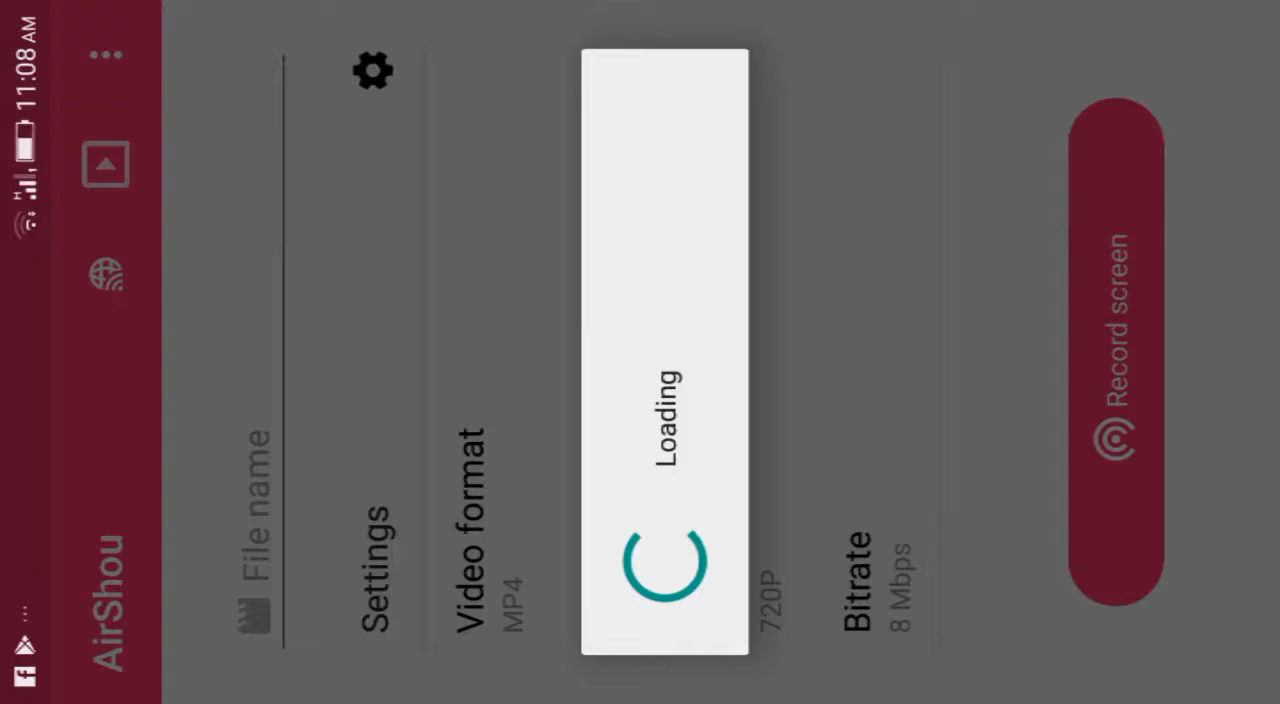 H 11:08 AM
AirShou
File name
Settings
Video format
MP4
Loading
720P
Bitrate
8 Mbps
Record screen